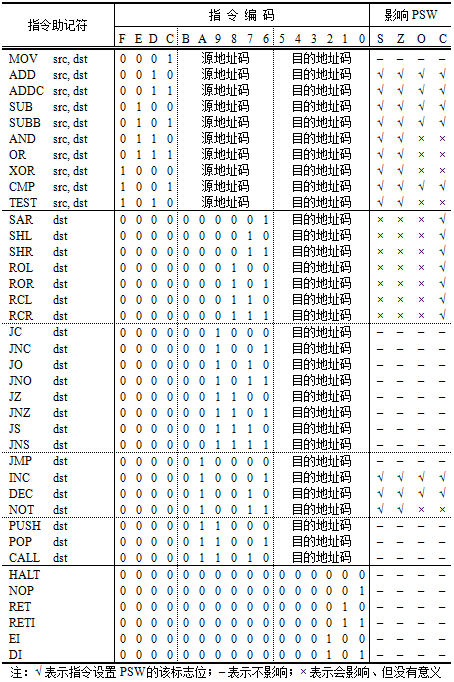 指令助记符 指 令 编 码 影响 PSW
F E D C B A 9 8 7 6 5 4 3 2 1 0 S Z O C
MOV src, dst 0 0 0 1 源地址码 目的地址码 – – – –
ADD src, dst 0 0 1 0 源地址码 目的地址码 √ √ √ √
ADDC src, dst 0 0 1 1 源地址码 目的地址码 √ √ √ √
SUB src, dst 0 1 0 0 源地址码 目的地址码 √ √ √ √
SUBB src, dst 0 1 0 1 源地址码 目的地址码 √ √ √ √
AND src, dst 0 1 1 0 源地址码 目的地址码 √ √ × ×
OR src, dst 0 1 1 1 源地址码 目的地址码 √ √ × ×
XOR src, dst 1 0 0 0 源地址码 目的地址码 √ √ × ×
CMP src, dst 1 0 0 1 源地址码 目的地址码 √ √ √ √
TEST src, dst 1 0 1 0 源地址码 目的地址码 √ √ × ×
SAR dst 0 0 0 0 0 0 0 0 0 1 目的地址码 × × × √
SHL dst 0 0 0 0 0 0 0 0 1 0 目的地址码 × × × √
SHR dst 0 0 0 0 0 0 0 0 1 1 目的地址码 × × × √
ROL dst 0 0 0 0 0 0 0 1 0 0 目的地址码 × × × √
ROR dst 0 0 0 0 0 0 0 1 0 1 目的地址码 × × × √
RCL dst 0 0 0 0 0 0 0 1 1 0 目的地址码 × × × √
RCR dst 0 0 0 0 0 0 0 1 1 1 目的地址码 × × × √
JC dst 0 0 0 0 0 0 1 0 0 0 目的地址码 – – – –
JNC dst 0 0 0 0 0 0 1 0 0 1 目的地址码 – – – –
JO dst 0 0 0 0 0 0 1 0 1 0 目的地址码 – – – –
JNO dst 0 0 0 0 0 0 1 0 1 1 目的地址码 – – – –
JZ dst 0 0 0 0 0 0 1 1 0 0 目的地址码 – – – –
JNZ dst 0 0 0 0 0 0 1 1 0 1 目的地址码 – – – –
JS dst 0 0 0 0 0 0 1 1 1 0 目的地址码 – – – –
JNS dst 0 0 0 0 0 0 1 1 1 1 目的地址码 – – – –
JMP dst 0 0 0 0 0 1 0 0 0 0 目的地址码 – – – –
INC dst 0 0 0 0 0 1 0 0 0 1 目的地址码 √ √ √ √
DEC dst 0 0 0 0 0 1 0 0 1 0 目的地址码 √ √ √ √
NOT dst 0 0 0 0 0 1 0 0 1 1 目的地址码 √ √ × ×
PUSH dst 0 0 0 0 0 1 1 0 0 0 目的地址码 – – – –
POP dst 0 0 0 0 0 1 1 0 0 1 目的地址码 – – – –
CALL dst 0 0 0 0 0 1 1 0 1 0 目的地址码 – – – –
HALT 0 0 0 0 0 0 0 0 0 0 0 0 0 0 0 0 – – – –
NOP 0 0 0 0 0 0 0 0 0 0 0 0 0 0 0 1 – – – –
RET 0 0 0 0 0 0 0 0 0 0 0 0 0 0 1 0 – – – –
RETI 0 0 0 0 0 0 0 0 0 0 0 0 0 0 1 1 – – – –
EI 0 0 0 0 0 0 0 0 0 0 0 0 0 1 0 0 – – – –
DI 0 0 0 0 0 0 0 0 0 0 0 0 0 1 0 1 – – – –
注：√ 表示指令设置 PSW的该标志位；– 表示不影响；× 表示会影响、但没有意义